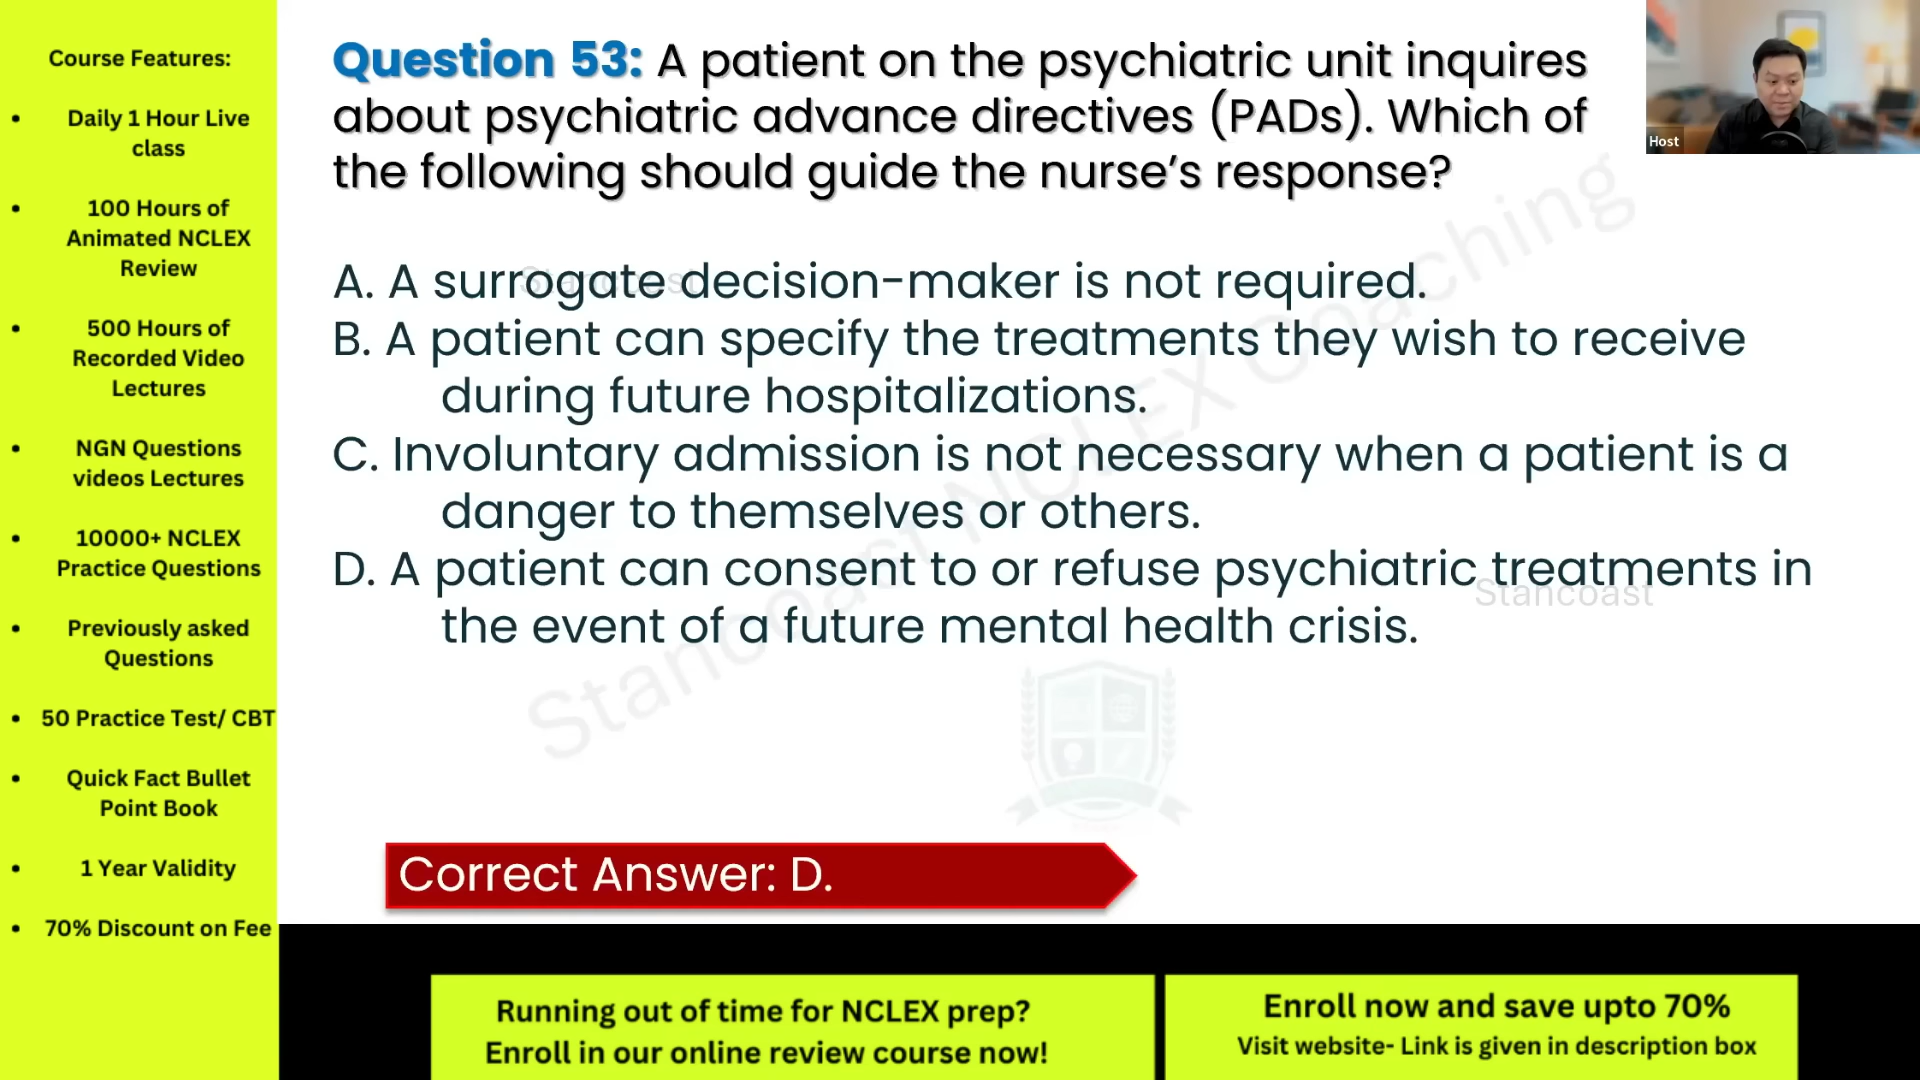 Course Features:
• Daily 1 Hour Live
class
• 100 Hours of
Animated NCLEX
Review
• 500 Hours of
Recorded Video
Lectures
• NGN Questions
videos Lectures
• 10000+ NCLEX
Practice Questions
• Previously asked
Questions
• 50 Practice Test/ CBT
• Quick Fact Bullet
Point Book
• 1 Year Validity
• 70% Discount on Fee
Question 53: A patient on the psychiatric unit inquires
about psychiatric advance directives (PADs). Which of
the following should guide the nurse’s response?
A. A surrogate decision-maker is not required.
B. A patient can specify the treatments they wish to receive
during future hospitalizations.
C. Involuntary admission is not necessary when a patient is a
danger to themselves or others.
D. A patient can consent to or refuse psychiatric treatments in
the event of a future mental health crisis.
Stancoast
Stancoast
Stancoast NCLEX Coaching
Correct Answer: D.
Host
Running out of time for NCLEX prep?
Enroll in our online review course now!
Enroll now and save upto 70%
Visit website- Link is given in description box